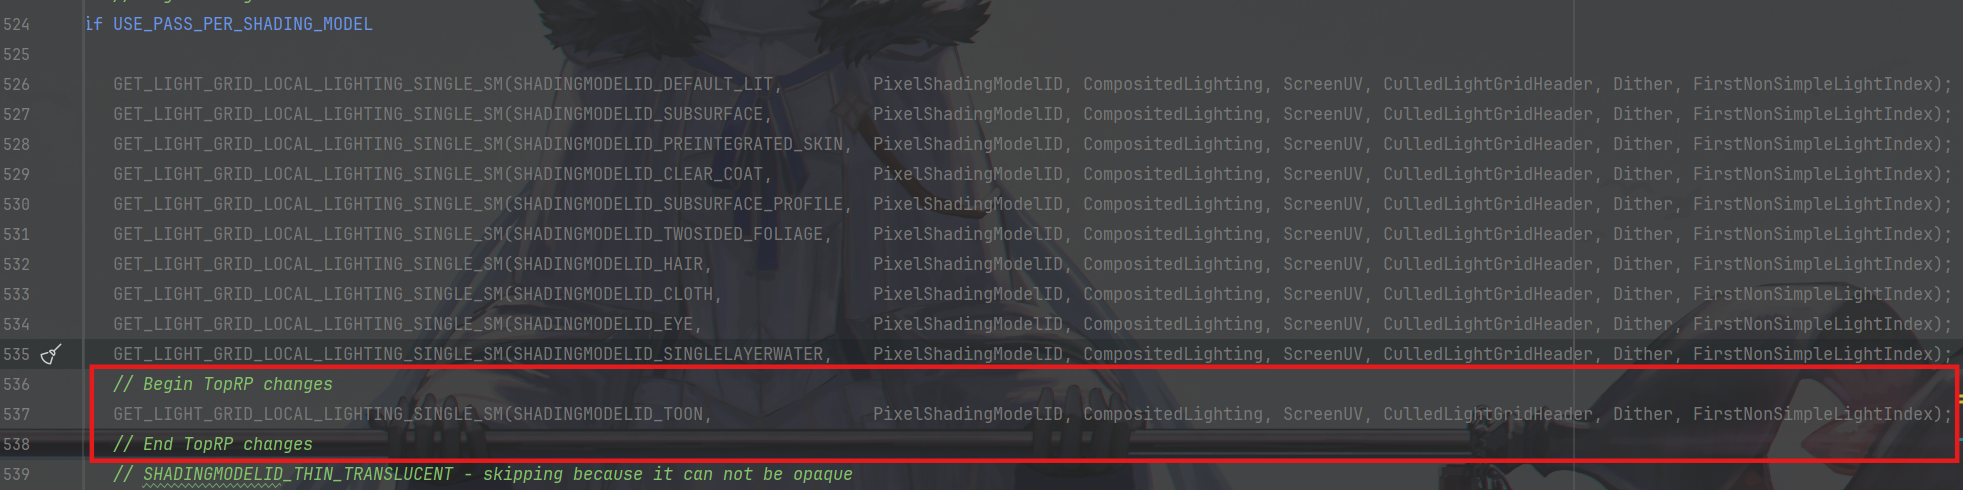 524 if USE_PASS_PER_SHADING_MODEL
525
526 GET_LIGHT_GRID_LOCAL_LIGHTING_SINGLE_SM(SHADINGMODELID_DEFAULT_LIT, PixelShadingModelID, CompositedLighting, ScreenUV, CulledLightGridHeader, Dither, FirstNonSimpleLightIndex);
527 GET_LIGHT_GRID_LOCAL_LIGHTING_SINGLE_SM(SHADINGMODELID_SUBSURFACE, PixelShadingModelID, CompositedLighting, ScreenUV, CulledLightGridHeader, Dither, FirstNonSimpleLightIndex);
528 GET_LIGHT_GRID_LOCAL_LIGHTING_SINGLE_SM(SHADINGMODELID_PREINTEGRATED_SKIN, PixelShadingModelID, CompositedLighting, ScreenUV, CulledLightGridHeader, Dither, FirstNonSimpleLightIndex);
529 GET_LIGHT_GRID_LOCAL_LIGHTING_SINGLE_SM(SHADINGMODELID_CLEAR_COAT, PixelShadingModelID, CompositedLighting, ScreenUV, CulledLightGridHeader, Dither, FirstNonSimpleLightIndex);
530 GET_LIGHT_GRID_LOCAL_LIGHTING_SINGLE_SM(SHADINGMODELID_SUBSURFACE_PROFILE, PixelShadingModelID, CompositedLighting, ScreenUV, CulledLightGridHeader, Dither, FirstNonSimpleLightIndex);
531 GET_LIGHT_GRID_LOCAL_LIGHTING_SINGLE_SM(SHADINGMODELID_TWOSIDED_FOLIAGE, PixelShadingModelID, CompositedLighting, ScreenUV, CulledLightGridHeader, Dither, FirstNonSimpleLightIndex);
532 GET_LIGHT_GRID_LOCAL_LIGHTING_SINGLE_SM(SHADINGMODELID_HAIR, PixelShadingModelID, CompositedLighting, ScreenUV, CulledLightGridHeader, Dither, FirstNonSimpleLightIndex);
533 GET_LIGHT_GRID_LOCAL_LIGHTING_SINGLE_SM(SHADINGMODELID_CLOTH, PixelShadingModelID, CompositedLighting, ScreenUV, CulledLightGridHeader, Dither, FirstNonSimpleLightIndex);
534 GET_LIGHT_GRID_LOCAL_LIGHTING_SINGLE_SM(SHADINGMODELID_EYE, PixelShadingModelID, CompositedLighting, ScreenUV, CulledLightGridHeader, Dither, FirstNonSimpleLightIndex);
535 GET_LIGHT_GRID_LOCAL_LIGHTING_SINGLE_SM(SHADINGMODELID_SINGLELAYERWATER, PixelShadingModelID, CompositedLighting, ScreenUV, CulledLightGridHeader, Dither, FirstNonSimpleLightIndex);
536 // Begin TopRP changes
537 GET_LIGHT_GRID_LOCAL_LIGHTING_SINGLE_SM(SHADINGMODELID_TOON, PixelShadingModelID, CompositedLighting, ScreenUV, CulledLightGridHeader, Dither, FirstNonSimpleLightIndex);
538 // End TopRP changes
539 // SHADINGMODELID_THIN_TRANSLUCENT - skipping because it can not be opaque